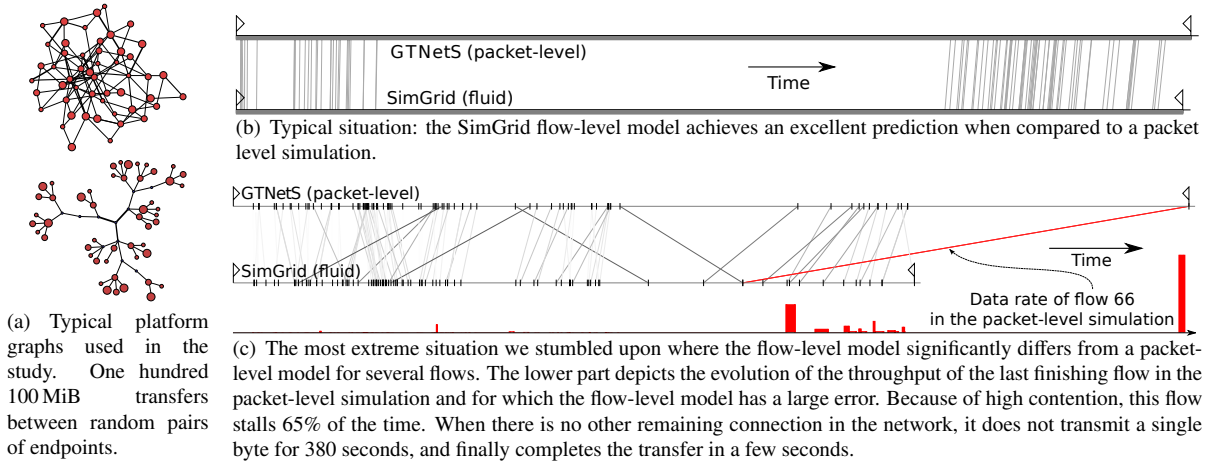 (a) Typical platform
graphs used in the
study. One hundred
100 MiB transfers
between random pairs
of endpoints.
GTNetS (packet-level)
Time
SimGrid (fluid)
(b) Typical situation: the SimGrid flow-level model achieves an excellent prediction when compared to a packet
level simulation.
GTNetS (packet-level)
SimGrid (fluid)
Time
Data rate of flow 66
in the packet-level simulation
(c) The most extreme situation we stumbled upon where the flow-level model significantly differs from a packet-
level model for several flows. The lower part depicts the evolution of the throughput of the last finishing flow in the
packet-level simulation and for which the flow-level model has a large error. Because of high contention, this flow
stalls 65% of the time. When there is no other remaining connection in the network, it does not transmit a single
byte for 380 seconds, and finally completes the transfer in a few seconds.